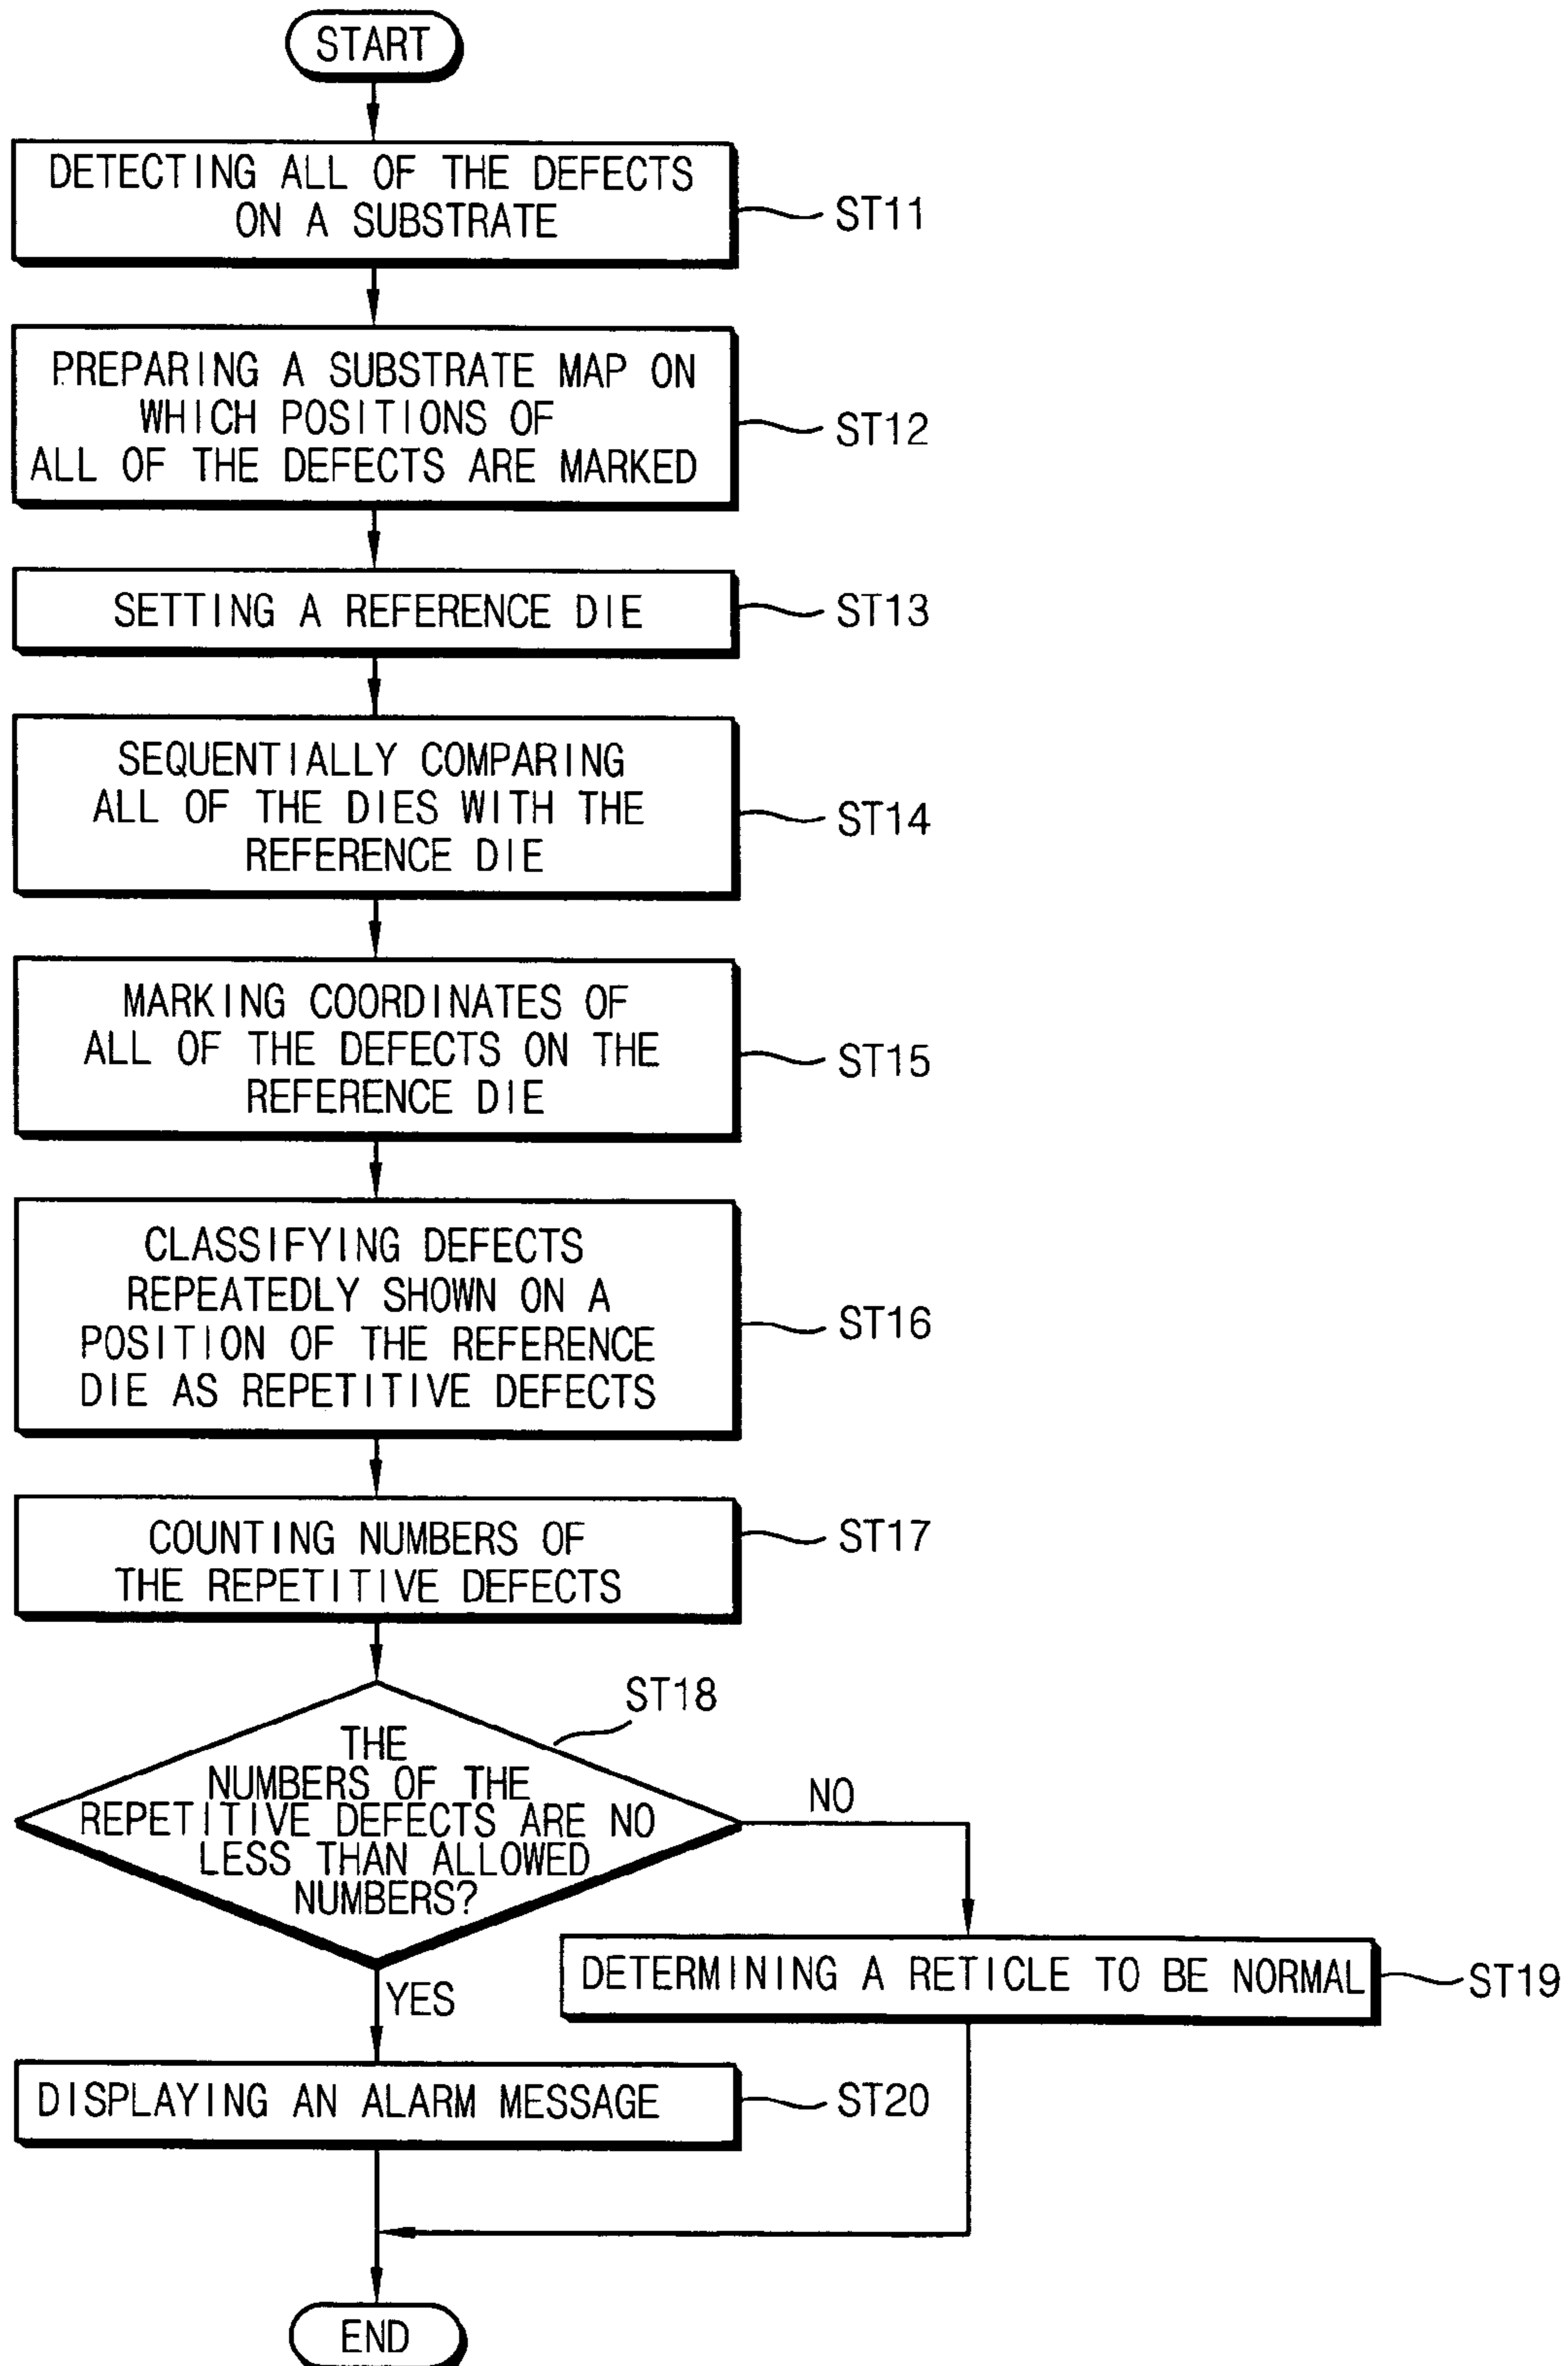 START
DETECTING ALL OF THE DEFECTS
ON A SUBSTRATE
ST11
PREPARING A SUBSTRATE MAP ON
WHICH POSITIONS OF
ALL OF THE DEFECTS ARE MARKED
ST12
SETTING A REFERENCE DIE
ST13
SEQUENTIALLY COMPARING
ALL OF THE DIES WITH THE
REFERENCE DIE
ST14
MARKING COORDINATES OF
ALL OF THE DEFECTS ON THE
REFERENCE DIE
ST15
CLASSIFYING DEFECTS
REPEATEDLY SHOWN ON A
POSITION OF THE REFERENCE
DIE AS REPETITIVE DEFECTS
ST16
COUNTING NUMBERS OF
THE REPETITIVE DEFECTS
ST17
ST18
THE
NUMBERS OF THE
REPETITIVE DEFECTS ARE NO
LESS THAN ALLOWED
NUMBERS?
NO
YES
DETERMINING A RETICLE TO BE NORMAL
ST19
DISPLAYING AN ALARM MESSAGE
ST20
END